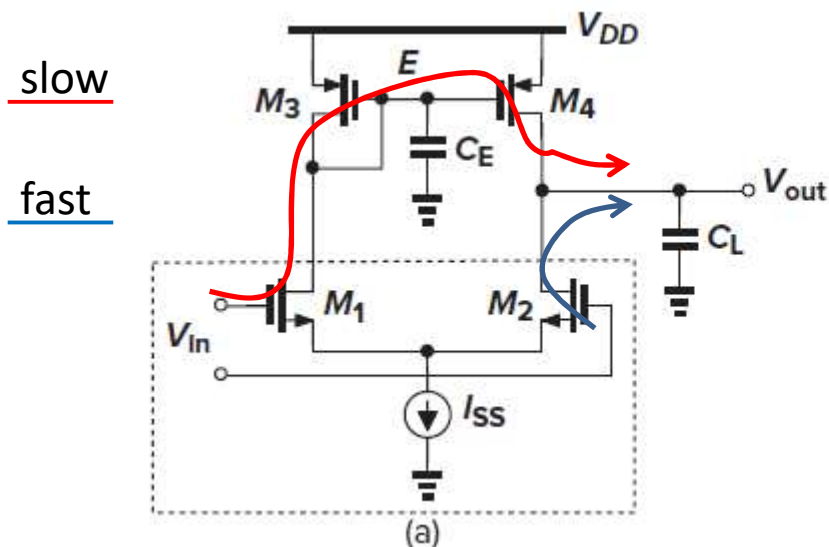 slow
fast
V_DD
E
M_3
M_4
C_E
V_out
C_L
M_1
M_2
V_in
I_SS
(a)